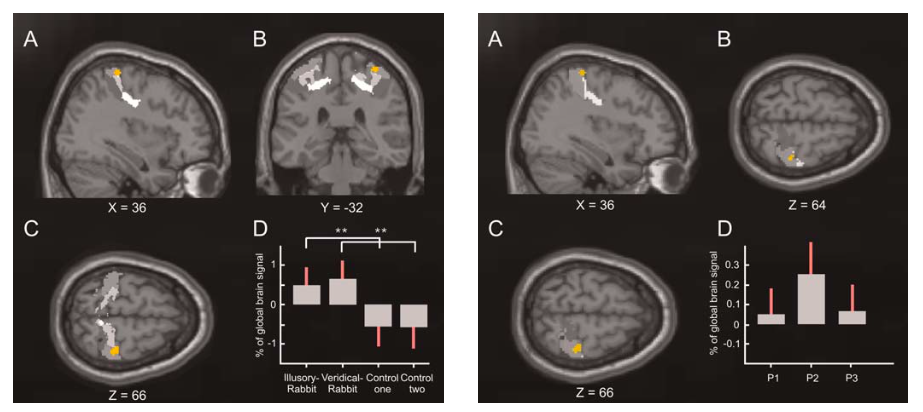 A
B
X = 36
Y = -32
C
D
** **
% of global brain signal
1
0
-1
Illusory-
Rabbit
Veridical-
Rabbit
Control
one
Control
two
Z = 66
A
B
X = 36
Z = 64
C
D
% of global brain signal
0.3
0.2
0.1
0
-0.1
P1 P2 P3
Z = 66